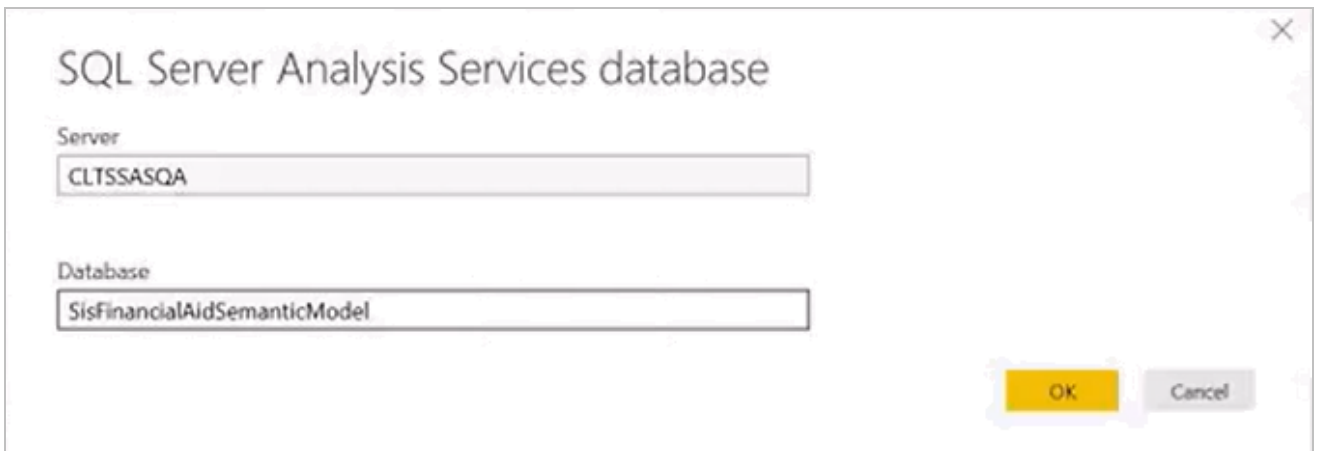 SQL Server Analysis Services database
Server
CLTSSASQA
Database
SisFinancialAidSemanticModel
OK
Cancel